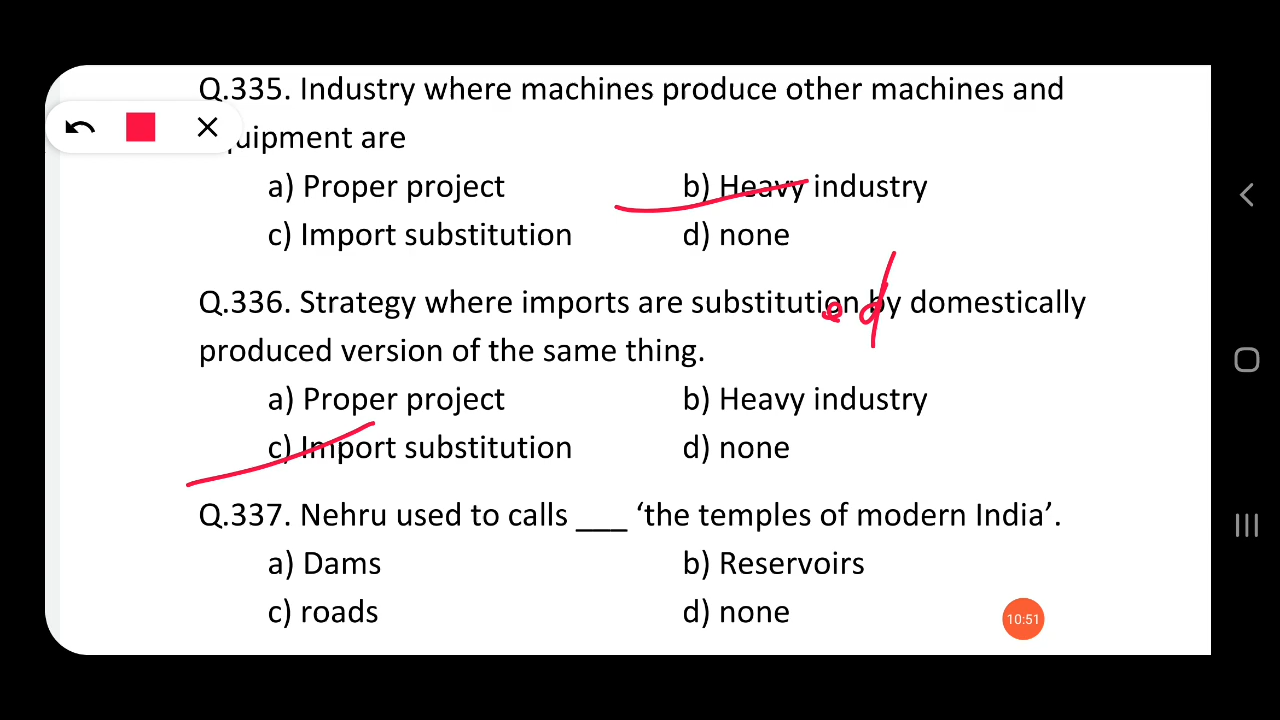 Q.335. Industry where machines produce other machines and
quipment are
a) Proper project b) Heavy industry
c) Import substitution d) none
Q.336. Strategy where imports are substitution by domestically
ed
produced version of the same thing.
a) Proper project b) Heavy industry
c) Import substitution d) none
Q.337. Nehru used to calls ___ ‘the temples of modern India’.
a) Dams b) Reservoirs
c) roads d) none
10:51